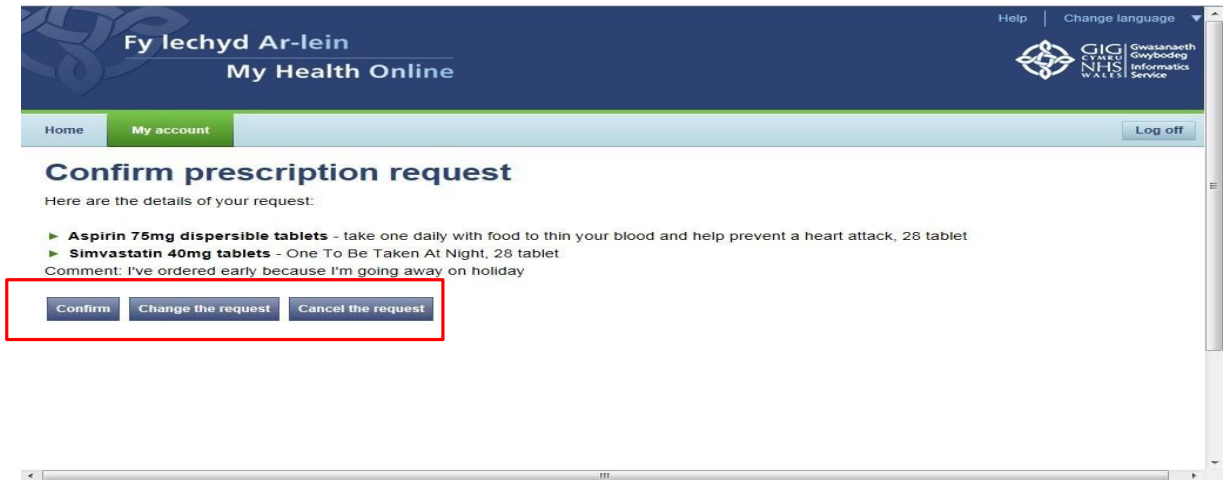 Help | Change language
Fy Iechyd Ar-lein
My Health Online
GIG
CYMRU
NHS
WALES
Gwasanaeth
Gwybodeg
Informatics
Service
Home My account Log off
Confirm prescription request
Here are the details of your request:
Aspirin 75mg dispersible tablets - take one daily with food to thin your blood and help prevent a heart attack, 28 tablet
Simvastatin 40mg tablets - One To Be Taken At Night, 28 tablet
Comment: I've ordered early because I'm going away on holiday
Confirm Change the request Cancel the request